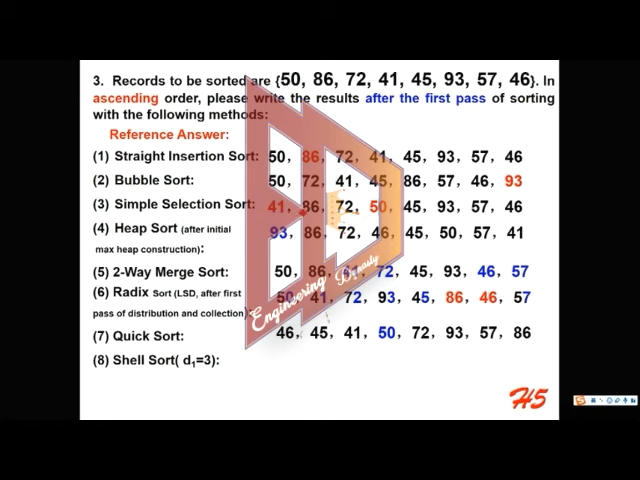 3. Records to be sorted are {50, 86, 72, 41, 45, 93, 57, 46}. In
ascending order, please write the results after the first pass of sorting
with the following methods:
Reference Answer:
(1) Straight Insertion Sort: 50, 86, 72, 41, 45, 93, 57, 46
(2) Bubble Sort: 50, 72, 41, 45, 86, 57, 46, 93
(3) Simple Selection Sort: 41, 86, 72, 50, 45, 93, 57, 46
(4) Heap Sort (after initial
max heap construction): 93, 86, 72, 46, 45, 50, 57, 41
(5) 2-Way Merge Sort: 50, 86, 41, 72, 45, 93, 46, 57
(6) Radix Sort (LSD, after first
pass of distribution and collection): 50, 41, 72, 93, 45, 86, 46, 57
(7) Quick Sort: 46, 45, 41, 50, 72, 93, 57, 86
(8) Shell Sort( d1=3):
Engineering Dynasty
H5